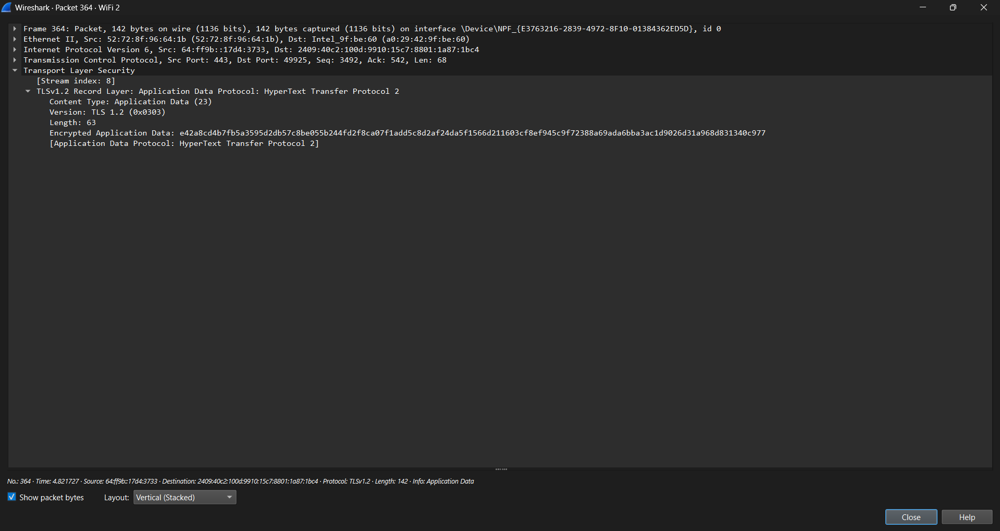 Wireshark · Packet 364 · WiFi 2
Frame 364: Packet, 142 bytes on wire (1136 bits), 142 bytes captured (1136 bits) on interface \Device\NPF_{E3763216-2839-4972-8F10-01384362ED5D}, id 0
Ethernet II, Src: 52:72:8f:96:64:1b (52:72:8f:96:64:1b), Dst: Intel_9f:be:60 (a0:29:42:9f:be:60)
Internet Protocol Version 6, Src: 64:ff9b::17d4:3733, Dst: 2409:40c2:100d:9910:15c7:8801:1a87:1bc4
Transmission Control Protocol, Src Port: 443, Dst Port: 49925, Seq: 3492, Ack: 542, Len: 68
Transport Layer Security
[Stream index: 8]
TLSv1.2 Record Layer: Application Data Protocol: HyperText Transfer Protocol 2
Content Type: Application Data (23)
Version: TLS 1.2 (0x0303)
Length: 63
Encrypted Application Data: e42a8cd4b7fb5a3595d2db57c8be055b244fd2f8ca07f1add5c8d2af24da5f1566d211603cf8ef945c9f72388a69ada6bba3ac1d9026d31a968d831340c977
[Application Data Protocol: HyperText Transfer Protocol 2]
No.: 364 · Time: 4.821727 · Source: 64:ff9b::17d4:3733 · Destination: 2409:40c2:100d:9910:15c7:8801:1a87:1bc4 · Protocol: TLSv1.2 · Length: 142 · Info: Application Data
Show packet bytes Layout: Vertical (Stacked)
Close Help